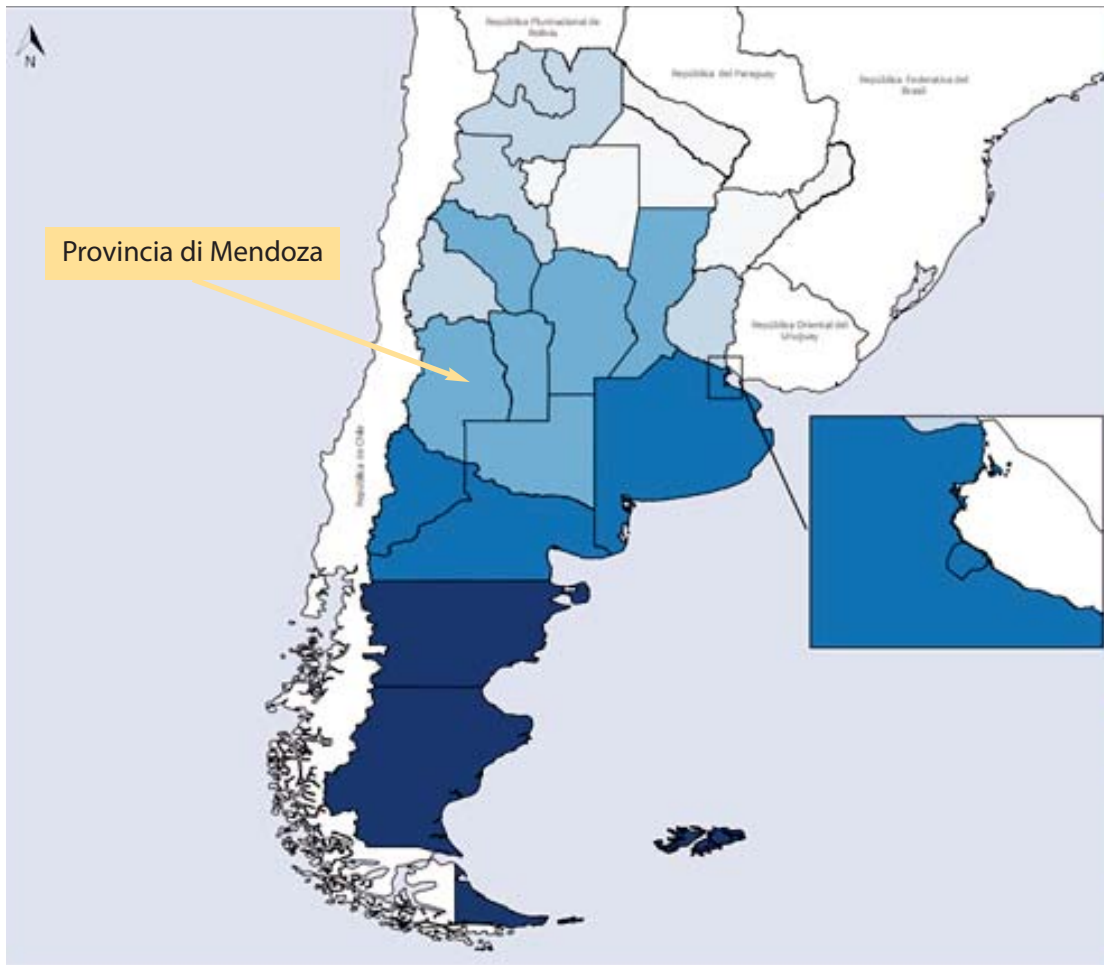 República Plurinacional de
Bolivia
N
República del Paraguay
República Federativa del
Brasil
Provincia di Mendoza
República Oriental del
Uruguay
República de Chile